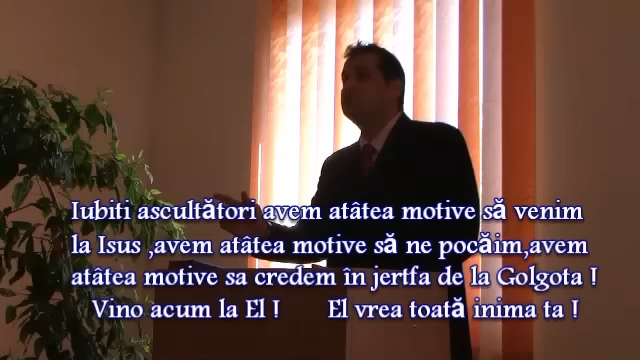 Iubiti ascultători avem atâtea motive să venim
la Isus ,avem atâtea motive să ne pocăim,avem
atâtea motive sa credem în jertfa de la Golgota !
Vino acum la El ! El vrea toată inima ta !